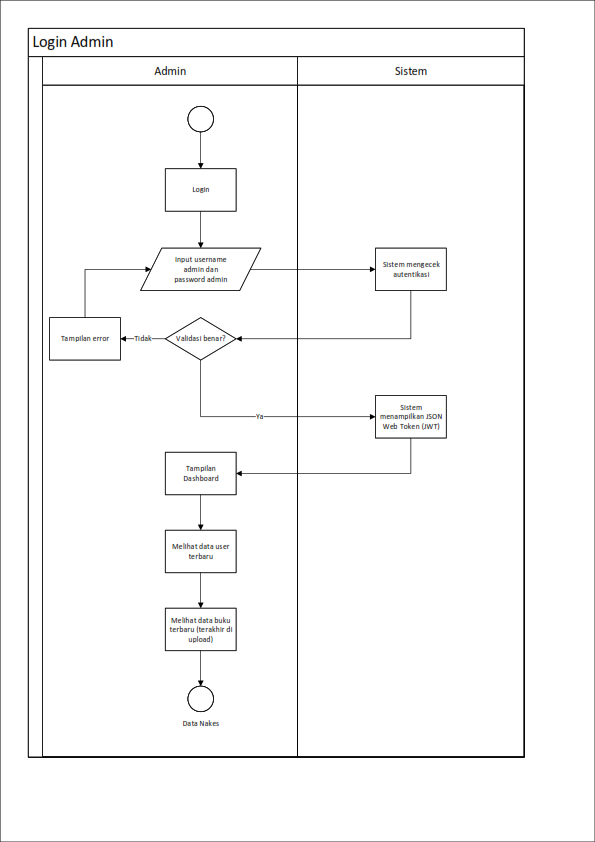 Login Admin
Admin
Sistem
Login
Input username
admin dan
password admin
Sistem mengecek
autentikasi
Tampilan error
Tidak
Validasi benar?
Ya
Sistem
menampilkan JSON
Web Token (JWT)
Tampilan
Dashboard
Melihat data user
terbaru
Melihat data buku
terbaru (terakhir di
upload)
Data Nakes